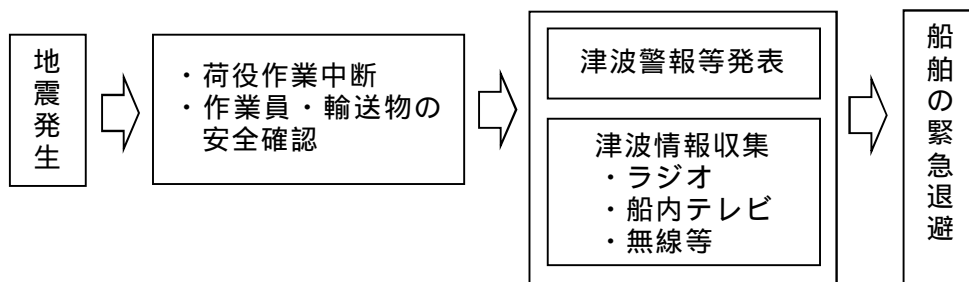 地震発生
・荷役作業中断
・作業員・輸送物の
安全確認
津波警報等発表
津波情報収集
・ラジオ
・船内テレビ
・無線等
船舶の緊急退避